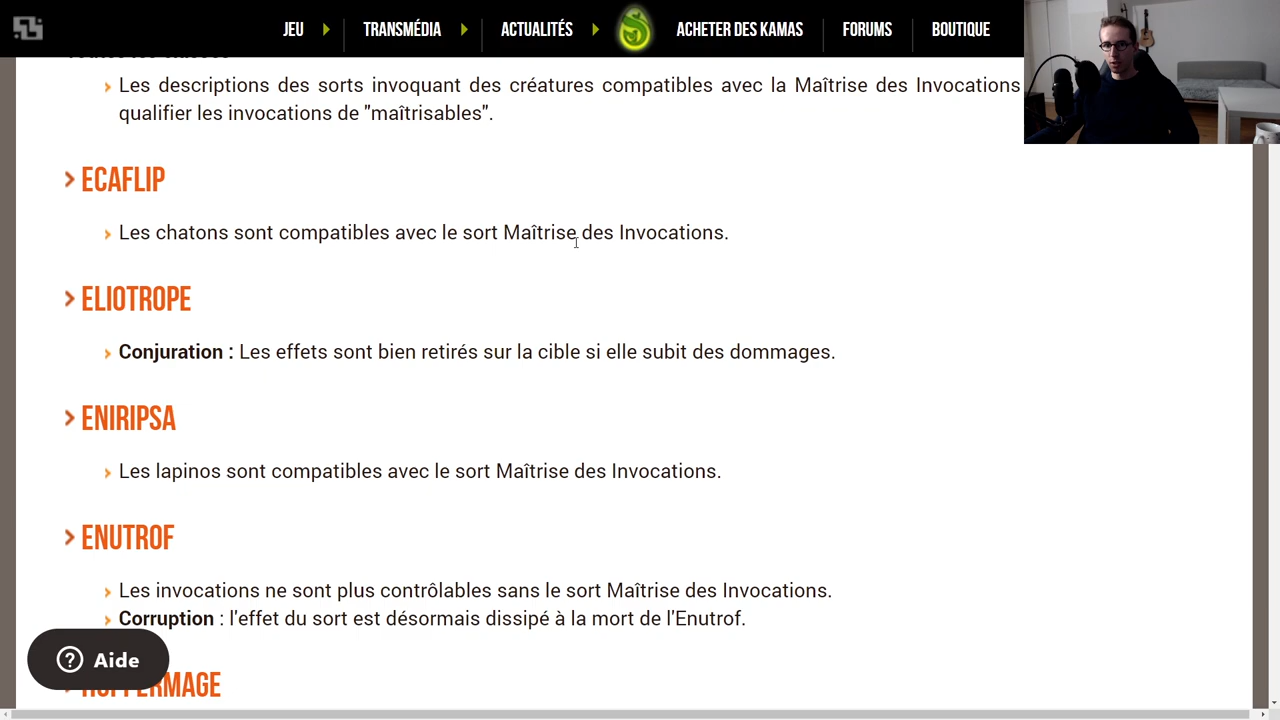 JEU TRANSMÉDIA ACTUALITÉS ACHETER DES KAMAS FORUMS BOUTIQUE
Les descriptions des sorts invoquant des créatures compatibles avec la Maîtrise des Invocations
qualifier les invocations de "maîtrisables".
ECAFLIP
Les chatons sont compatibles avec le sort Maîtrise des Invocations.
ELIOTROPE
Conjuration : Les effets sont bien retirés sur la cible si elle subit des dommages.
ENIRIPSA
Les lapinos sont compatibles avec le sort Maîtrise des Invocations.
ENUTROF
Les invocations ne sont plus contrôlables sans le sort Maîtrise des Invocations.
Corruption : l'effet du sort est désormais dissipé à la mort de l'Enutrof.
Aide